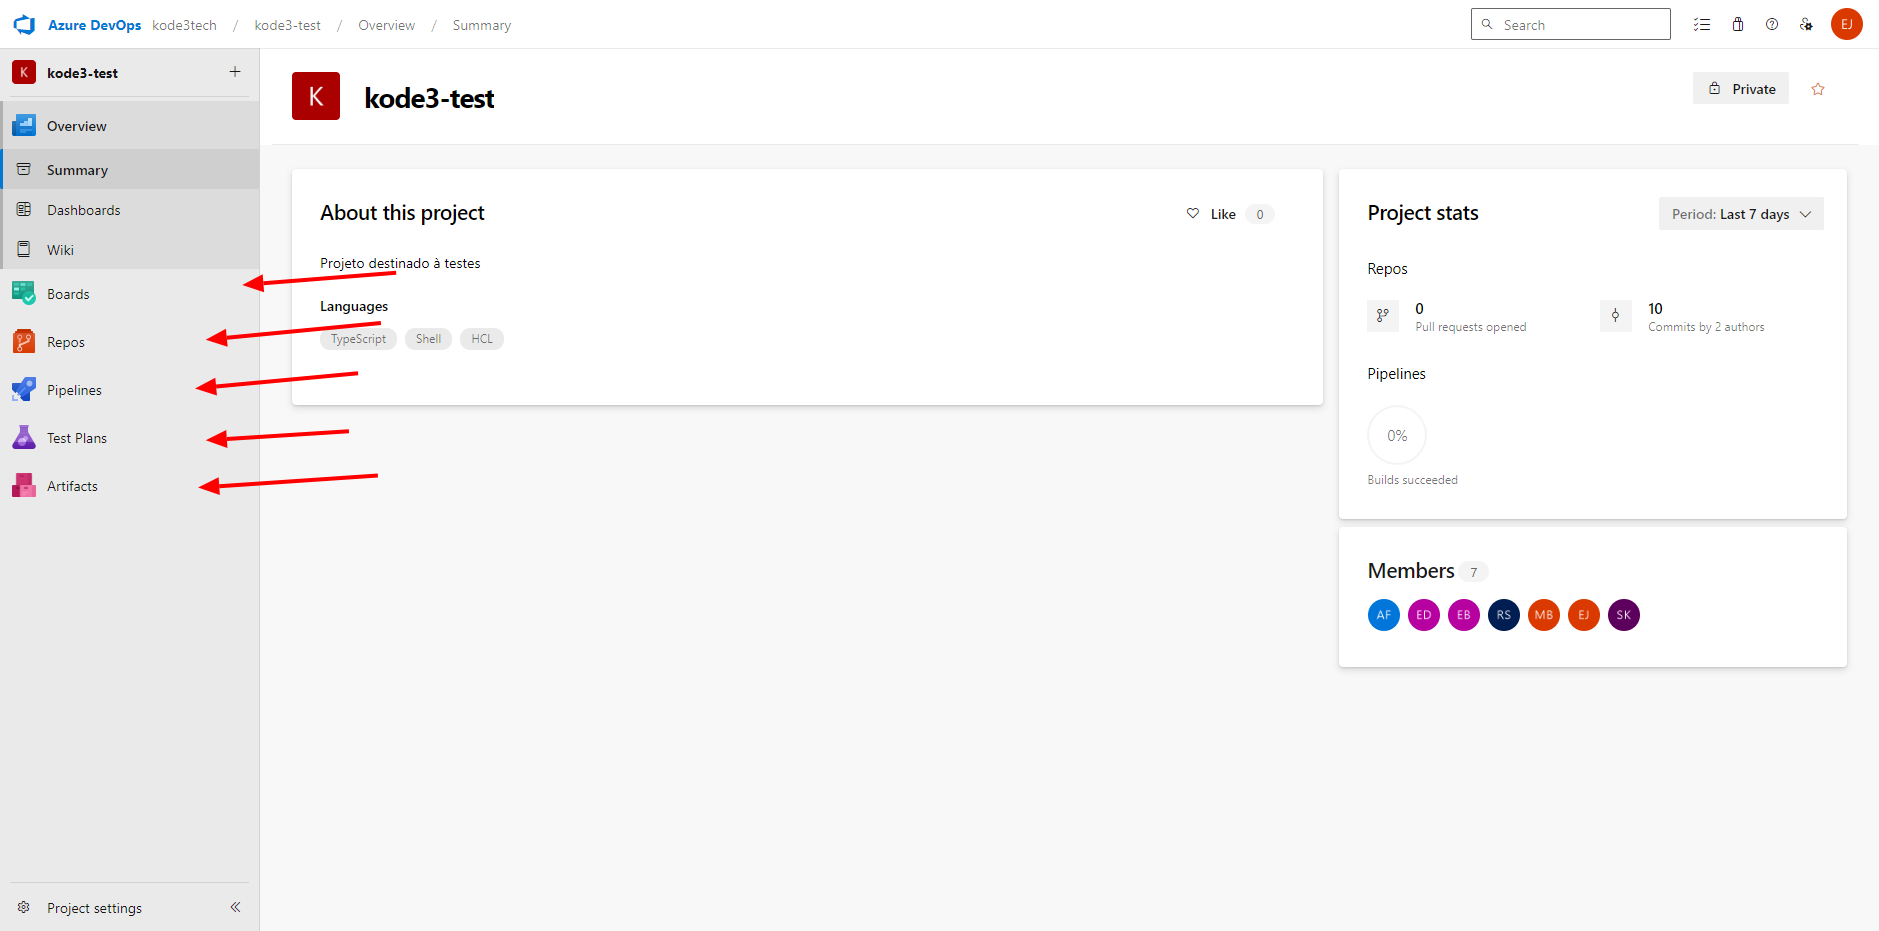 Azure DevOps kode3tech / kode3-test / Overview / Summary
Search
EJ
K kode3-test +
Overview
Summary
Dashboards
Wiki
Boards
Repos
Pipelines
Test Plans
Artifacts
Project settings
K kode3-test
Private
About this project
Like 0
Projeto destinado à testes
Languages
TypeScript Shell HCL
Project stats
Period: Last 7 days
Repos
0
Pull requests opened
10
Commits by 2 authors
Pipelines
0%
Builds succeeded
Members 7
AF ED EB RS MB EJ SK